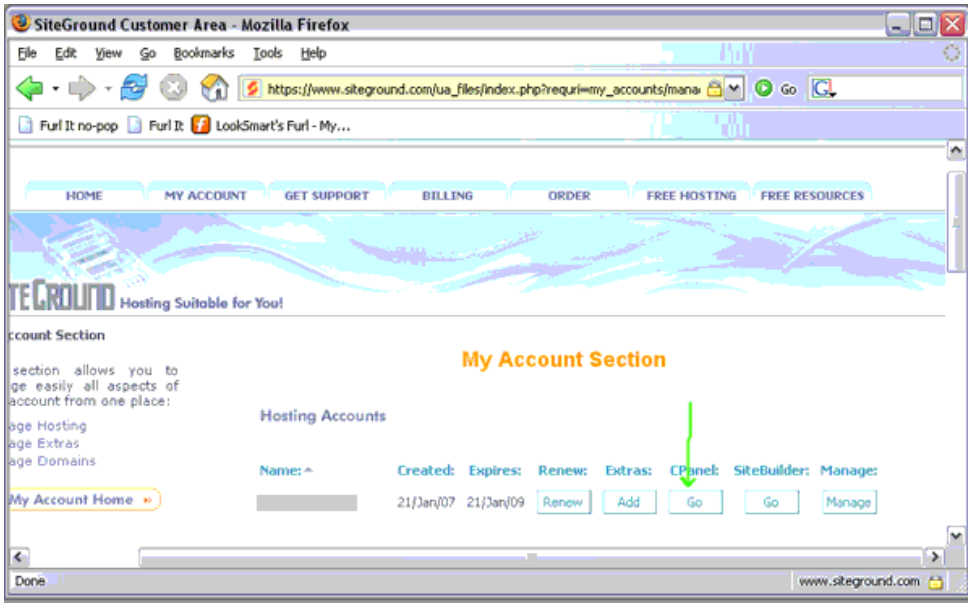 SiteGround Customer Area - Mozilla Firefox
File Edit View Go Bookmarks Tools Help
https://www.siteground.com/ua_files/index.php?requri=my_accounts/mana Go G
Furl It no-pop Furl It LookSmart's Furl - My...
HOME MY ACCOUNT GET SUPPORT BILLING ORDER FREE HOSTING FREE RESOURCES
TEGROUND Hosting Suitable for You!
ccount Section
My Account Section
section allows you to
ge easily all aspects of
account from one place:
Hosting Accounts
age Hosting
age Extras
age Domains
Name: Created: Expires: Renew: Extras: CPanel: SiteBuilder: Manage:
My Account Home »
21/Jan/07 21/Jan/09 Renew Add Go Go Manage
Done www.siteground.com